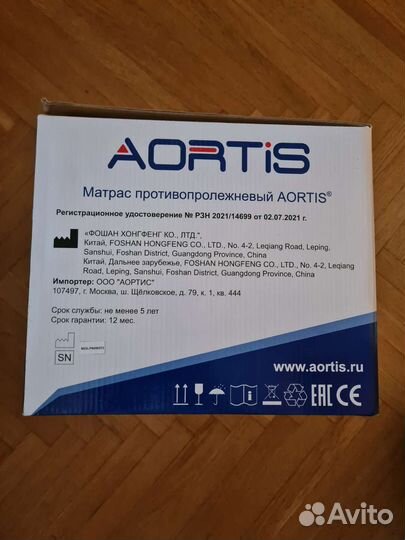 AORTIS
Матрас противопролежневый AORTIS®
Регистрационное удостоверение № РЗН 2021/14699 от 02.07.2021 г.
«ФОШАН ХОНГФЕНГ КО., ЛТД.",
Китай, FOSHAN HONGFENG CO., LTD., No. 4-2, Leqiang Road, Leping,
Sanshui, Foshan District, Guangdong Province, China
Китай, Дальнее зарубежье, FOSHAN HONGFENG CO., LTD., No. 4-2, Leqiang
Road, Leping, Sanshui, Foshan District, Guangdong Province, China
Импортер: ООО "АОРТИС"
107497, г. Москва, ш. Щёлковское, д. 79, к. 1, кв. 444
Срок службы: не менее 5 лет
Срок гарантии: 12 мес.
SN
www.aortis.ru
EAC CE
Avito